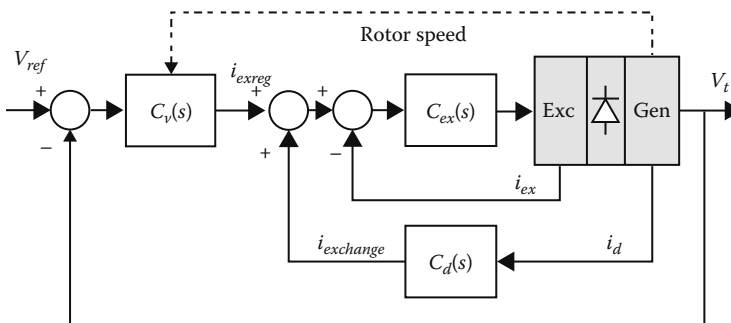 Rotor speed
V_ref
i_exreg
V_t
+
−
C_v(s)
+
+
+
−
C_ex(s)
Exc
Gen
i_ex
i_exchange
C_d(s)
i_d